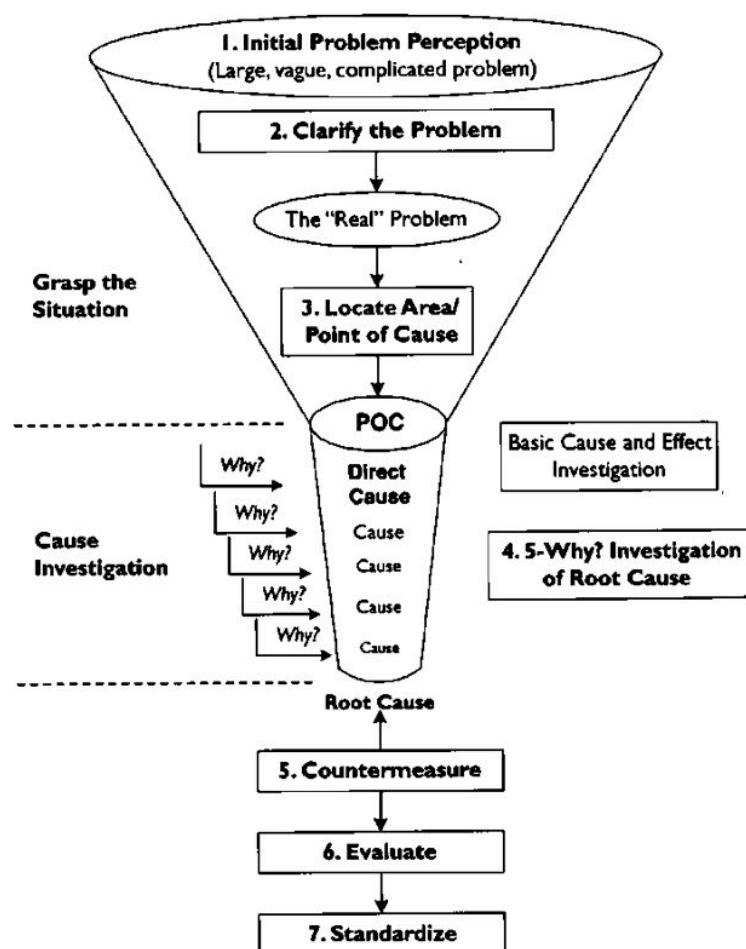 1. Initial Problem Perception
(Large, vague, complicated problem)
2. Clarify the Problem
The "Real" Problem
Grasp the
Situation
3. Locate Area/
Point of Cause
POC
Basic Cause and Effect
Investigation
Direct
Cause
Why?
Why?
Why?
Why?
Why?
Cause
Cause
Cause
Cause
Cause
Investigation
4. 5-Why? Investigation
of Root Cause
Root Cause
5. Countermeasure
6. Evaluate
7. Standardize